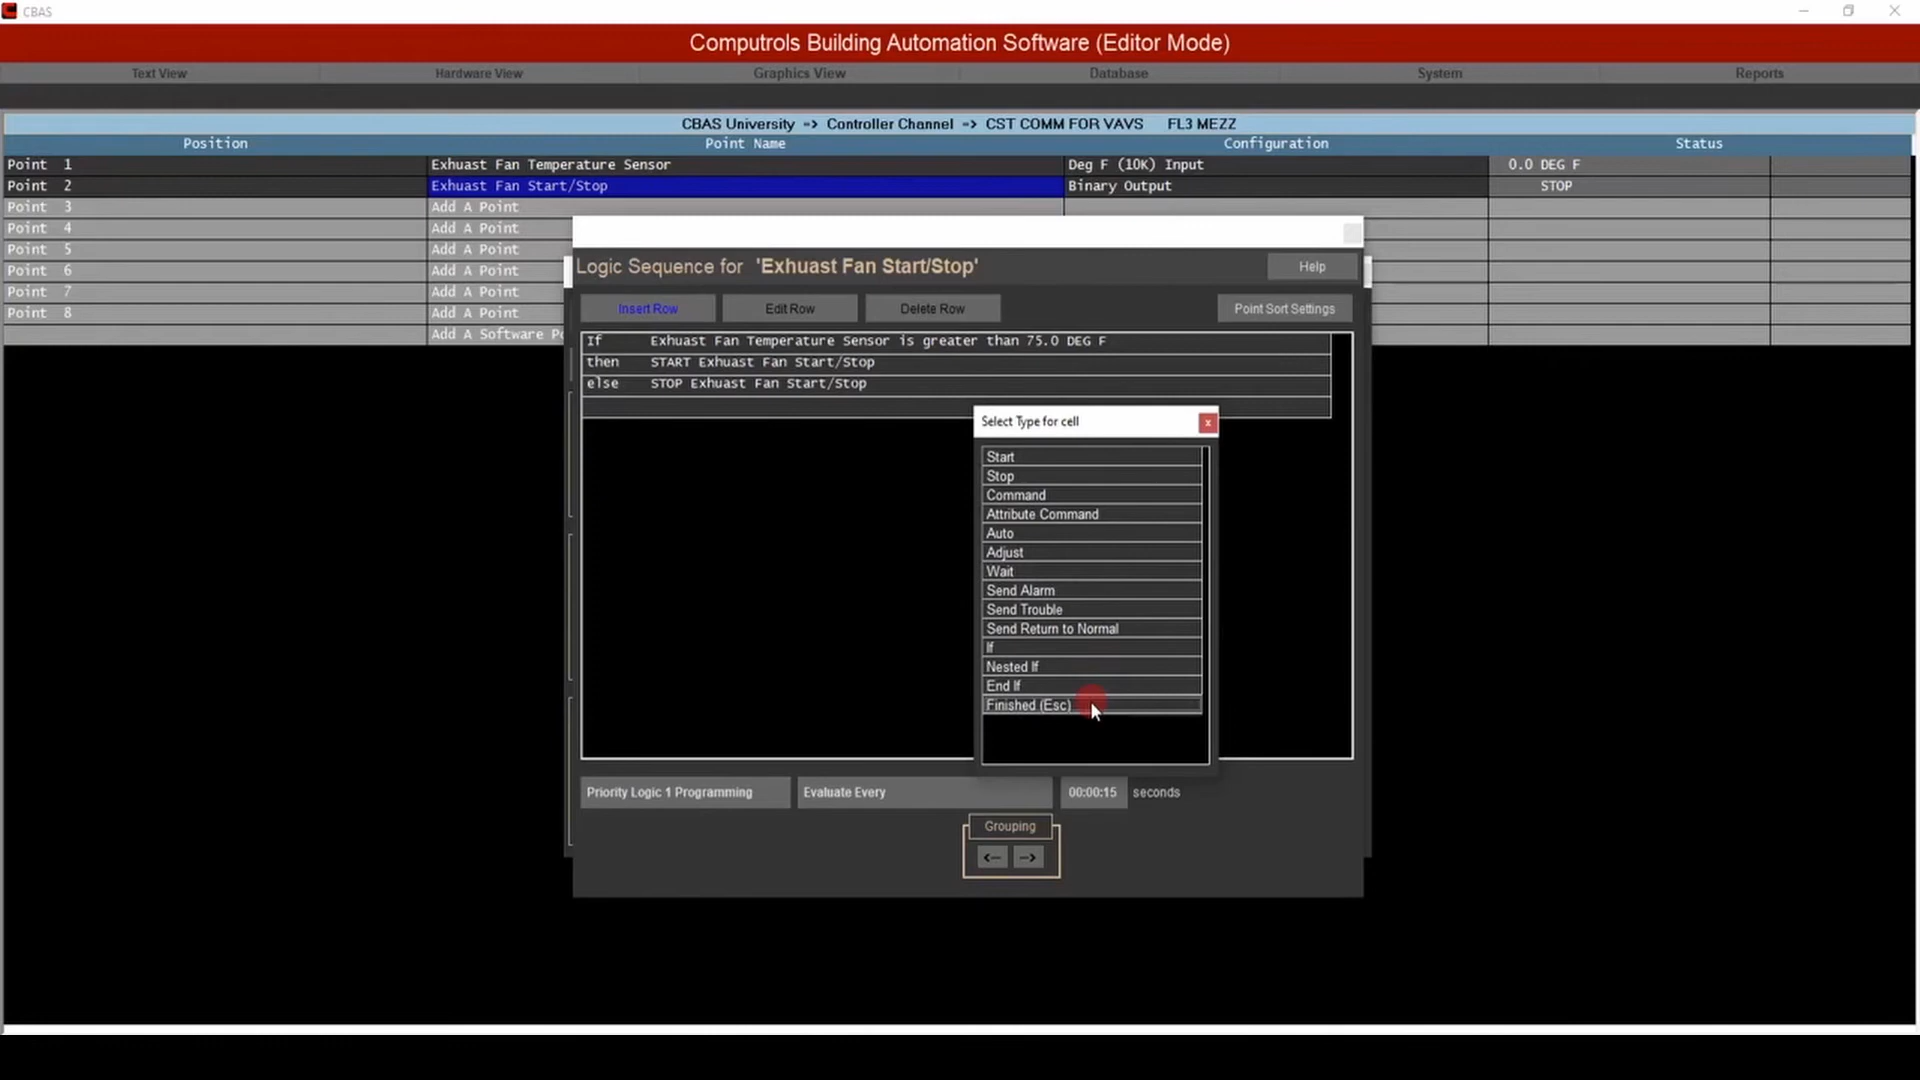 CBAS
Computrols Building Automation Software (Editor Mode)
Text View Hardware View Graphics View Database System Reports
CBAS University => Controller Channel => CST COMM FOR VAVS FL3 MEZZ
Position Point Name Configuration Status
Point 1 Exhuast Fan Temperature Sensor Deg F (10K) Input 0.0 DEG F
Point 2 Exhuast Fan Start/Stop Binary Output STOP
Point 3 Add A Point
Point 4 Add A Point
Point 5 Add A Point
Point 6 Add A Point
Point 7 Add A Point
Point 8 Add A Point
Add A Software Po
Logic Sequence for 'Exhuast Fan Start/Stop' Help
Insert Row Edit Row Delete Row Point Sort Settings
If Exhuast Fan Temperature Sensor is greater than 75.0 DEG F
then START Exhuast Fan Start/Stop
else STOP Exhuast Fan Start/Stop
Select Type for cell x
Start
Stop
Command
Attribute Command
Auto
Adjust
Wait
Send Alarm
Send Trouble
Send Return to Normal
If
Nested If
End If
Finished (Esc)
Priority Logic 1 Programming Evaluate Every 00:00:15 seconds
Grouping
<-- -->